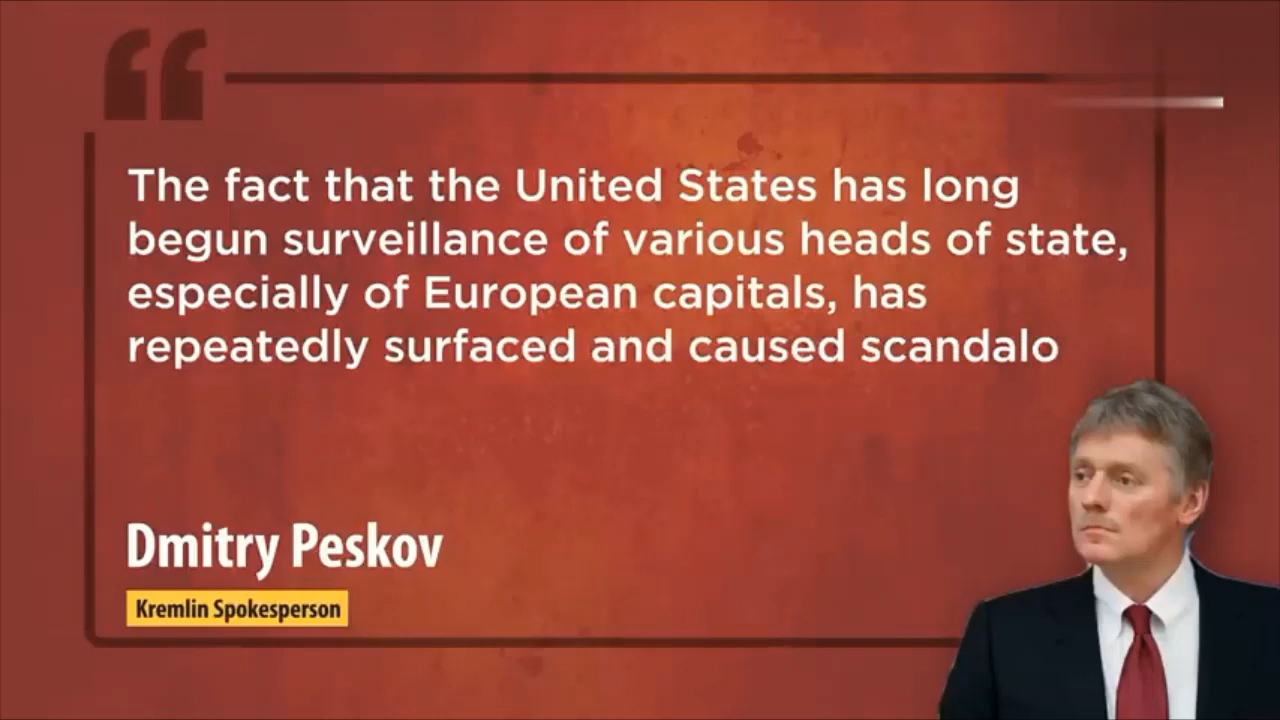 The fact that the United States has long
begun surveillance of various heads of state,
especially of European capitals, has
repeatedly surfaced and caused scandalo
Dmitry Peskov
Kremlin Spokesperson